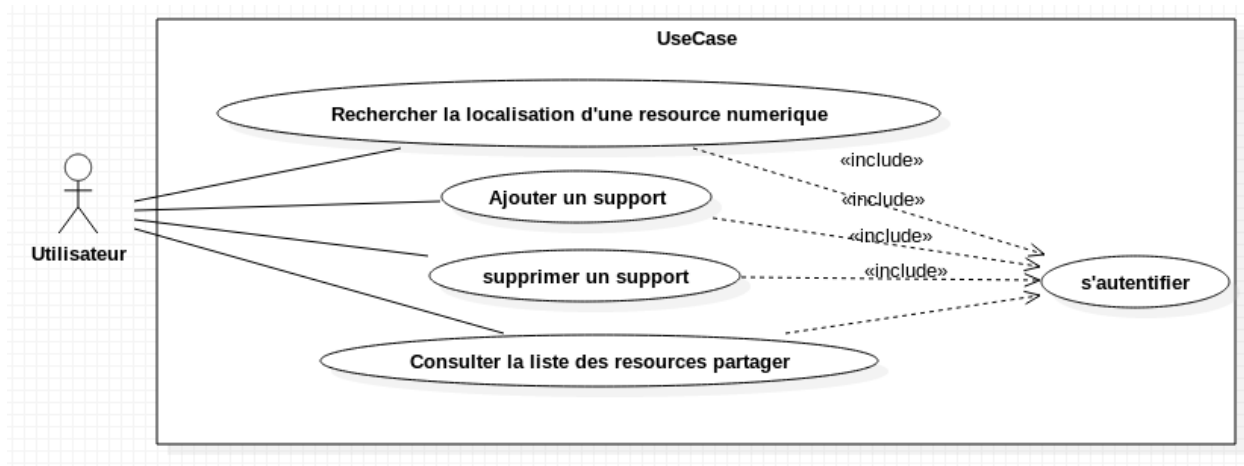 UseCase
Rechercher la localisation d'une resource numerique
«include»
Ajouter un support
«include»
Utilisateur
«include»
supprimer un support
«include»
s'autentifier
Consulter la liste des resources partager